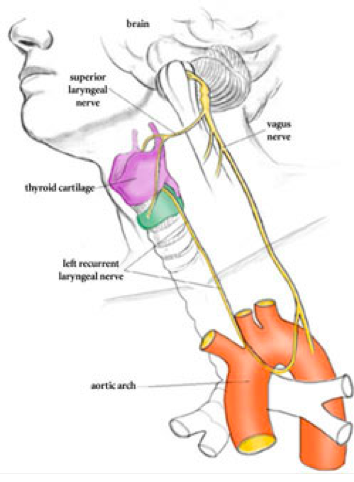 brain
superior
laryngeal
nerve
vagus
nerve
thyroid cartilage
left recurrent
laryngeal nerve
aortic arch